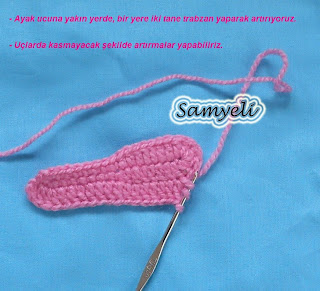 - Ayak ucuna yakın yerde, bir yere iki tane trabzan yaparak artırıyoruz.
- Uçlarda kasmayacak şekilde artırmalar yapabiliriz.
Samyeli